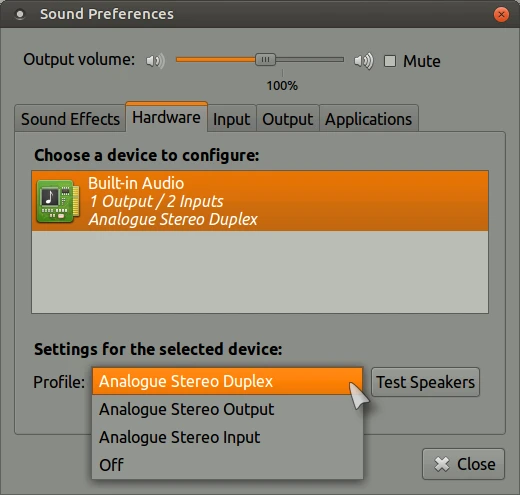 Sound Preferences
Output volume:
Mute
100%
Sound Effects Hardware Input Output Applications
Choose a device to configure:
Built-in Audio
1 Output / 2 Inputs
Analogue Stereo Duplex
Settings for the selected device:
Profile: Analogue Stereo Duplex Test Speakers
Analogue Stereo Output
Analogue Stereo Input
Off
Close